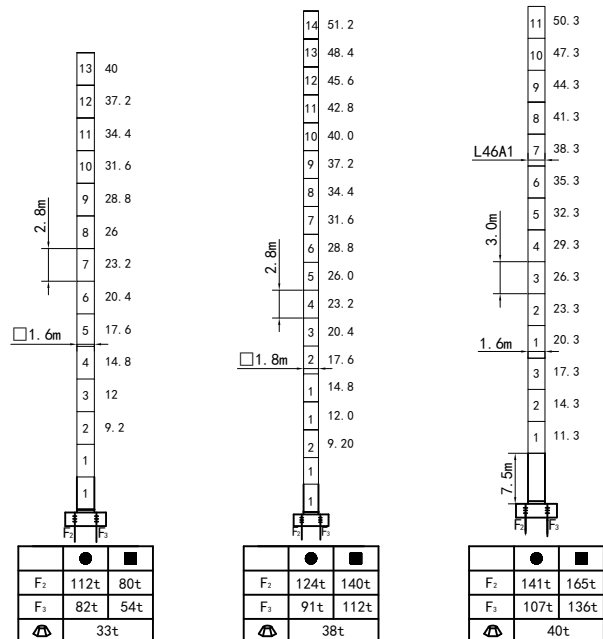 13 40
12 37.2
11 34.4
10 31.6
9 28.8
8 26
2.8m
7 23.2
6 20.4
5 17.6
□1.6m
4 14.8
3 12
2 9.2
1
1
F₂ F₃
● ■
F₂ 112t 80t
F₃ 82t 54t
33t
14 51.2
13 48.4
12 45.6
11 42.8
10 40.0
9 37.2
8 34.4
7 31.6
6 28.8
2.8m
5 26.0
4 23.2
3 20.4
□1.8m
2 17.6
1 14.8
1 12.0
2 9.20
1
1
F₂ F₃
● ■
F₂ 124t 140t
F₃ 91t 112t
38t
11 50.3
10 47.3
9 44.3
8 41.3
7 38.3
L46A1
6 35.3
5 32.3
4 29.3
3.0m
3 26.3
2 23.3
1 20.3
1.6m
3 17.3
2 14.3
1 11.3
7.5m
F₂ F₃
● ■
F₂ 141t 165t
F₃ 107t 136t
40t